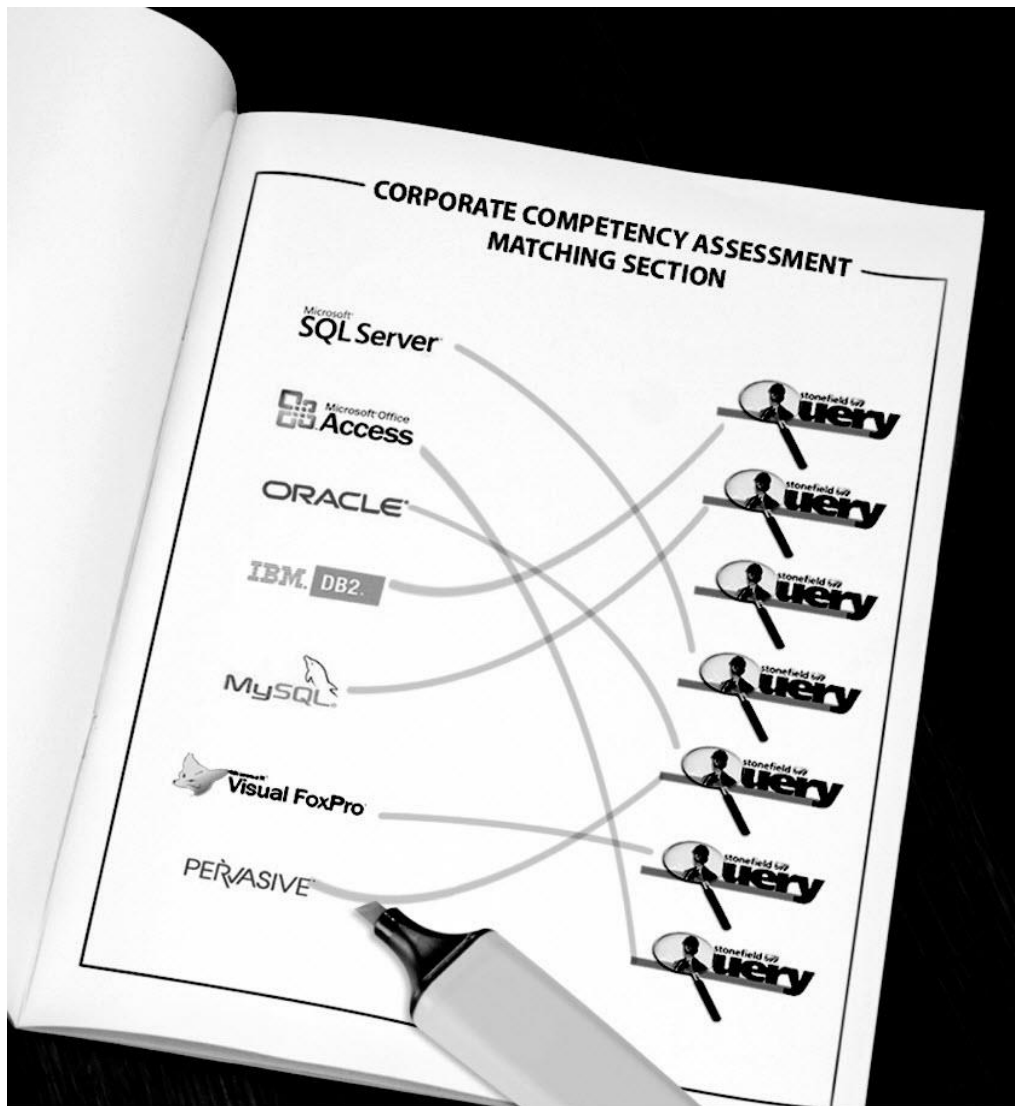 CORPORATE COMPETENCY ASSESSMENT
MATCHING SECTION
Microsoft
SQL Server
Microsoft Office
Access
ORACLE
IBM. DB2.
MySQL
Visual FoxPro
PERVASIVE
stonefield
uery
stonefield
uery
stonefield
uery
stonefield
uery
stonefield
uery
stonefield
uery
stonefield
uery